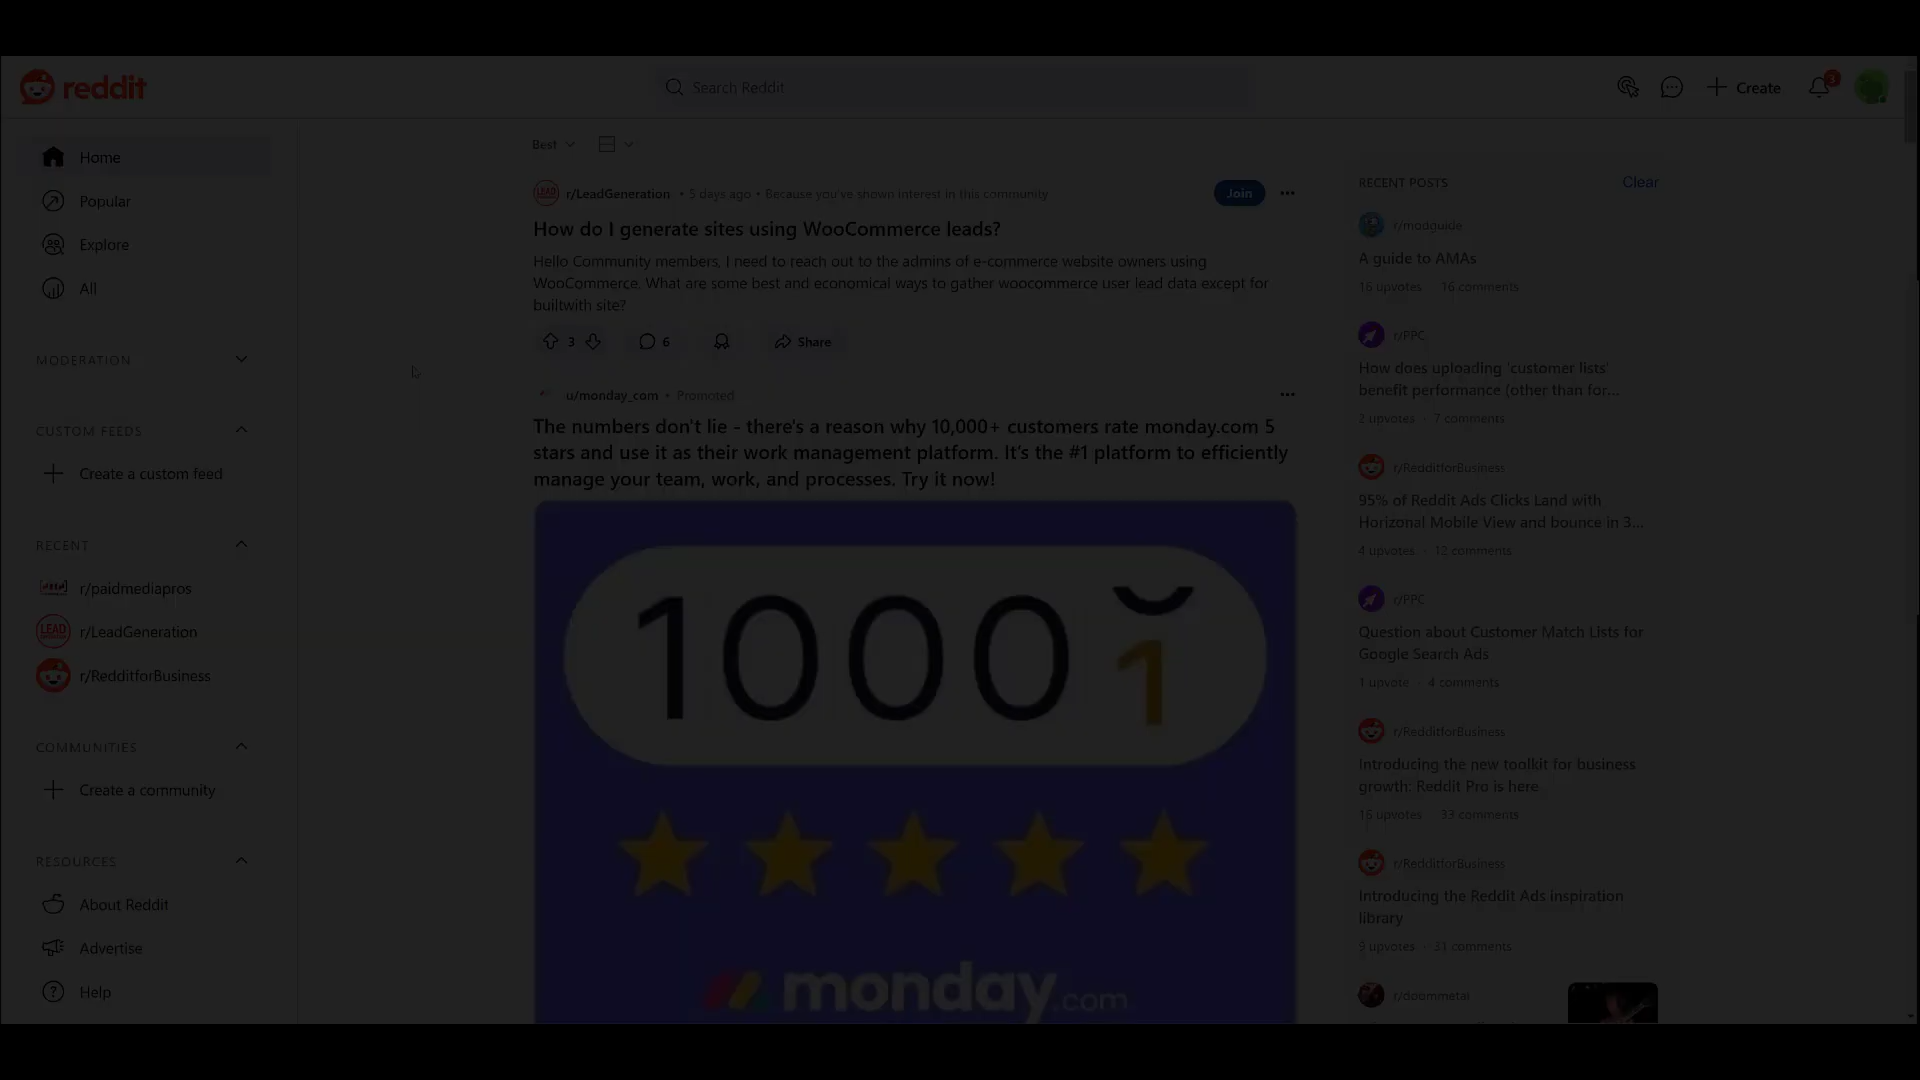 reddit
Search Reddit
Create
3
Home
Popular
Explore
All
MODERATION
CUSTOM FEEDS
Create a custom feed
RECENT
r/paidmediapros
LEAD
r/LeadGeneration
r/RedditforBusiness
COMMUNITIES
Create a community
RESOURCES
About Reddit
Advertise
Help
Best
LEAD
r/LeadGeneration • 5 days ago • Because you've shown interest in this community
Join
How do I generate sites using WooCommerce leads?
Hello Community members, I need to reach out to the admins of e-commerce website owners using
WooCommerce. What are some best and economical ways to gather woocommerce user lead data except for
builtwith site?
3
6
Share
u/monday_com • Promoted
The numbers don't lie - there's a reason why 10,000+ customers rate monday.com 5
stars and use it as their work management platform. It's the #1 platform to efficiently
manage your team, work, and processes. Try it now!
1000
1
monday.com
RECENT POSTS
Clear
r/modguide
A guide to AMAs
16 upvotes · 16 comments
r/PPC
How does uploading 'customer lists'
benefit performance (other than for...
2 upvotes · 7 comments
r/RedditforBusiness
95% of Reddit Ads Clicks Land with
Horizonal Mobile View and bounce in 3...
4 upvotes · 12 comments
r/PPC
Question about Customer Match Lists for
Google Search Ads
1 upvote · 4 comments
r/RedditforBusiness
Introducing the new toolkit for business
growth: Reddit Pro is here
16 upvotes · 33 comments
r/RedditforBusiness
Introducing the Reddit Ads inspiration
library
9 upvotes · 31 comments
r/doommetal